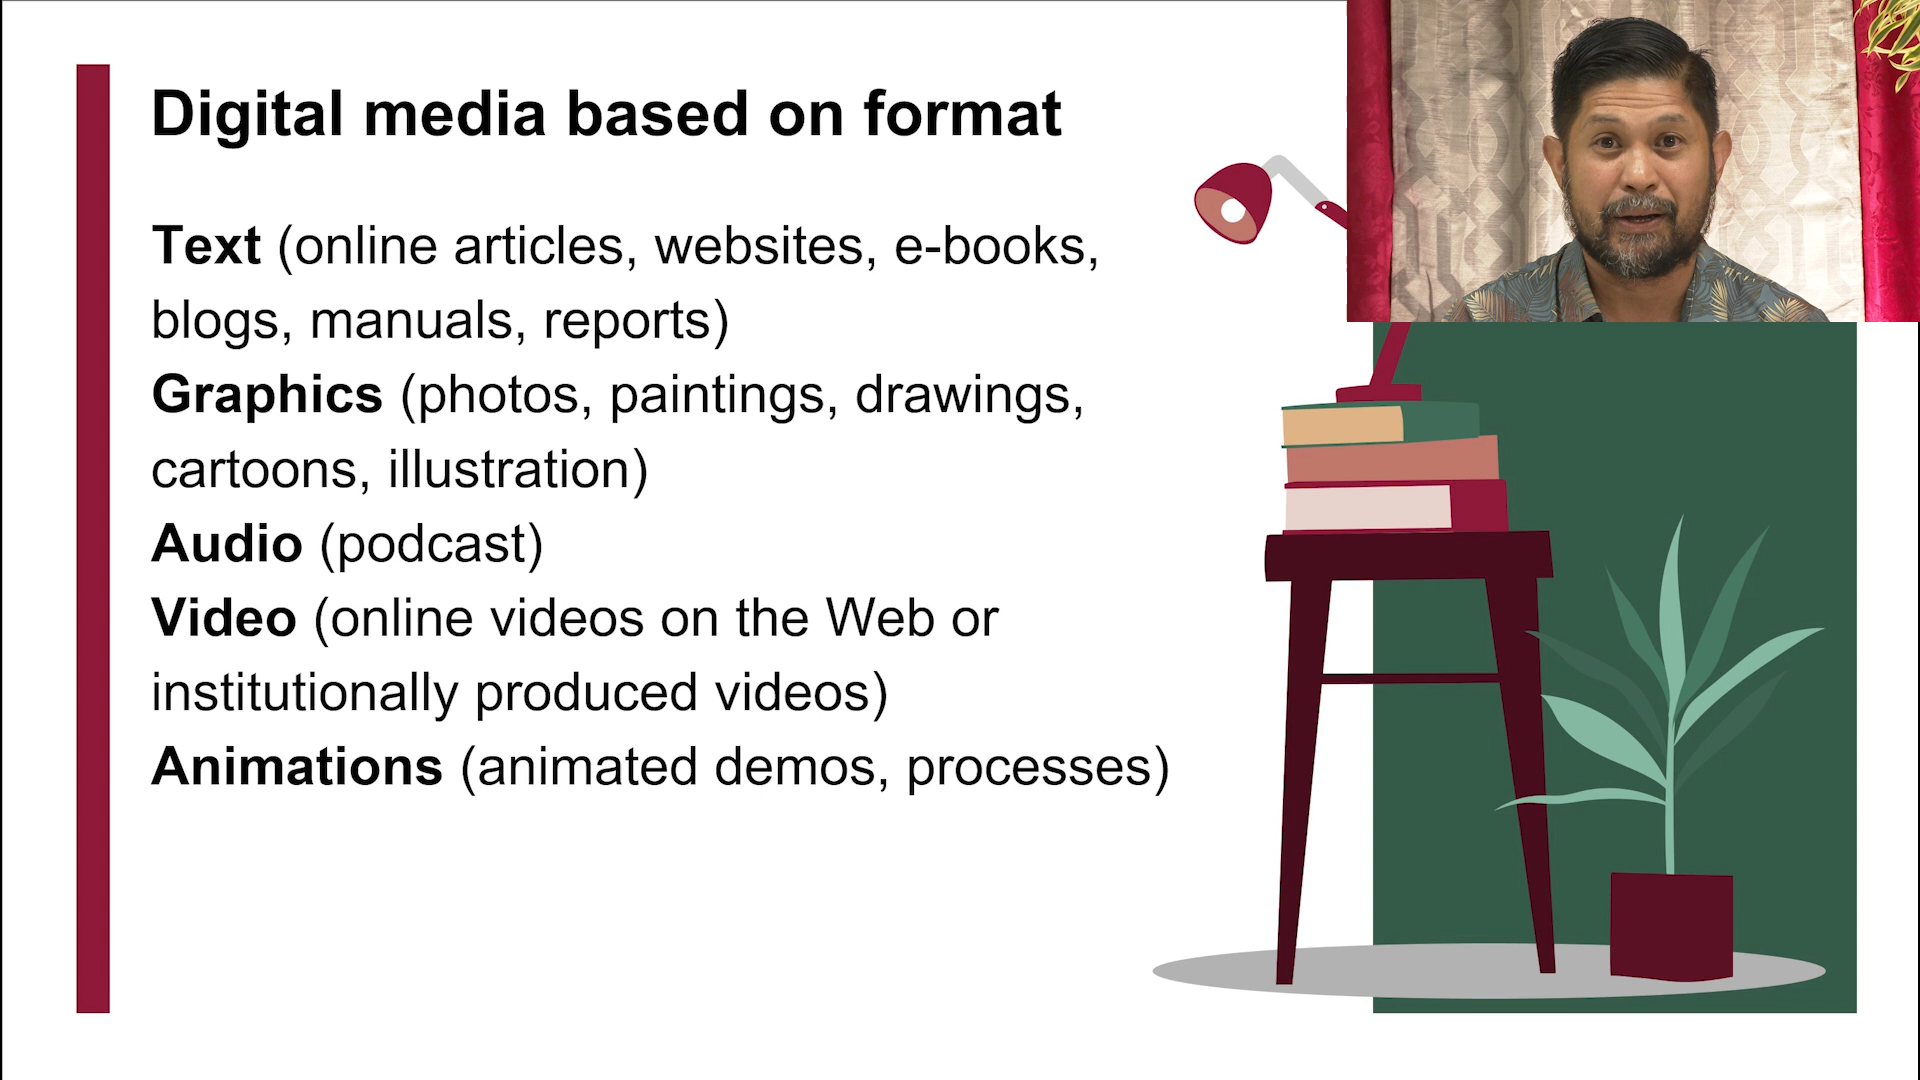 Digital media based on format
Text (online articles, websites, e-books,
blogs, manuals, reports)
Graphics (photos, paintings, drawings,
cartoons, illustration)
Audio (podcast)
Video (online videos on the Web or
institutionally produced videos)
Animations (animated demos, processes)